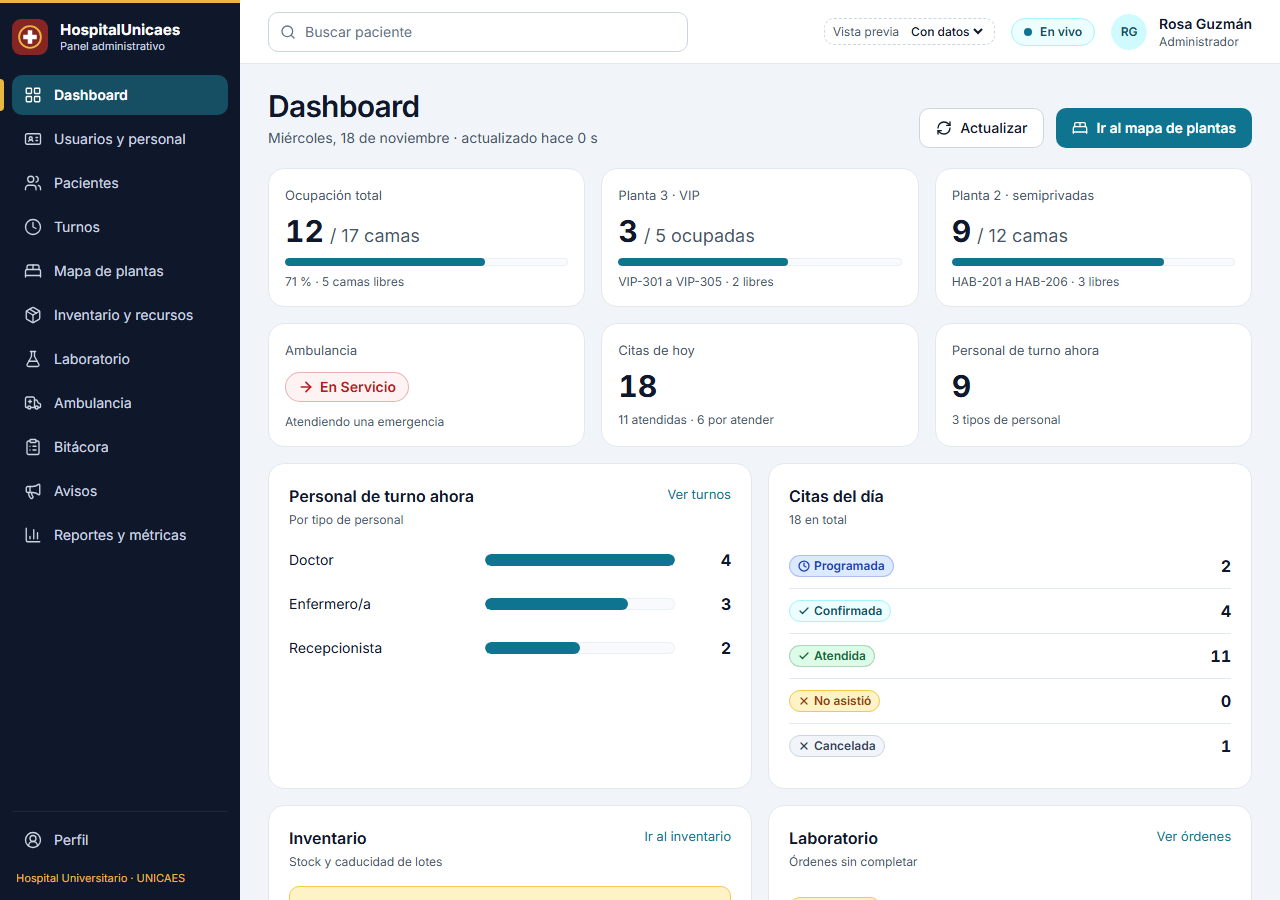 HospitalUnicaes
Panel administrativo
Dashboard
Usuarios y personal
Pacientes
Turnos
Mapa de plantas
Inventario y recursos
Laboratorio
Ambulancia
Bitácora
Avisos
Reportes y métricas
Perfil
Hospital Universitario · UNICAES
Buscar paciente
Vista previa Con datos
En vivo
RG
Rosa Guzmán
Administrador
Dashboard
Miércoles, 18 de noviembre · actualizado hace 0 s
Actualizar
Ir al mapa de plantas
Ocupación total
12 / 17 camas
71 % · 5 camas libres
Planta 3 · VIP
3 / 5 ocupadas
VIP-301 a VIP-305 · 2 libres
Planta 2 · semiprivadas
9 / 12 camas
HAB-201 a HAB-206 · 3 libres
Ambulancia
En Servicio
Atendiendo una emergencia
Citas de hoy
18
11 atendidas · 6 por atender
Personal de turno ahora
9
3 tipos de personal
Personal de turno ahora
Ver turnos
Por tipo de personal
Doctor 4
Enfermero/a 3
Recepcionista 2
Citas del día
18 en total
Programada 2
Confirmada 4
Atendida 11
No asistió 0
Cancelada 1
Inventario
Ir al inventario
Stock y caducidad de lotes
Laboratorio
Ver órdenes
Órdenes sin completar